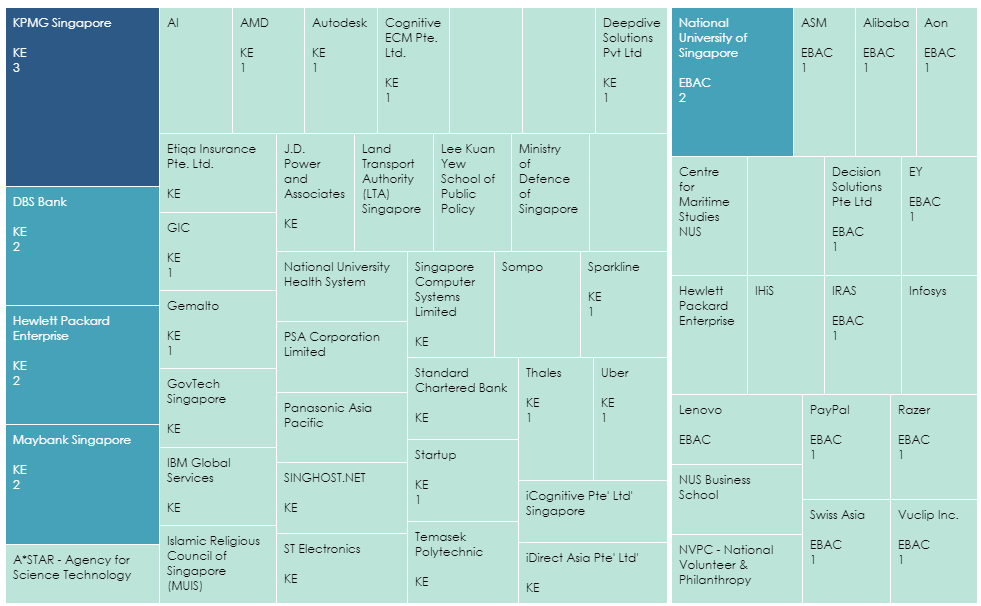 KPMG Singapore
KE
3
DBS Bank
KE
2
Hewlett Packard
Enterprise
KE
2
Maybank Singapore
KE
2
A*STAR - Agency for
Science Technology
AI
AMD
KE
1
Autodesk
KE
1
Cognitive
ECM Pte.
Ltd.
KE
1
Deepdive
Solutions
Pvt Ltd
KE
1
Etiqa Insurance
Pte. Ltd.
KE
GIC
KE
1
Gemalto
KE
1
GovTech
Singapore
KE
IBM Global
Services
KE
Islamic Religious
Council of
Singapore
(MUIS)
J.D.
Power
and
Associates
KE
Land
Transport
Authority
(LTA)
Singapore
Lee Kuan
Yew
School of
Public
Policy
Ministry
of
Defence
of
Singapore
National University
Health System
PSA Corporation
Limited
Panasonic Asia
Pacific
SINGHOST.NET
KE
ST Electronics
KE
Singapore
Computer
Systems
Limited
KE
Sompo
Sparkline
KE
1
Standard
Chartered Bank
KE
Startup
KE
1
Temasek
Polytechnic
KE
Thales
KE
1
Uber
KE
1
iCognitive Pte' Ltd'
Singapore
iDirect Asia Pte' Ltd'
KE
National
University of
Singapore
EBAC
2
ASM
EBAC
1
Alibaba
EBAC
1
Aon
EBAC
1
Centre
for
Maritime
Studies
NUS
Decision
Solutions
Pte Ltd
EBAC
1
EY
EBAC
1
Hewlett
Packard
Enterprise
IHiS
IRAS
EBAC
1
Infosys
Lenovo
EBAC
NUS Business
School
NVPC - National
Volunteer &
Philanthropy
PayPal
EBAC
1
Razer
EBAC
1
Swiss Asia
EBAC
1
Vuclip Inc.
EBAC
1